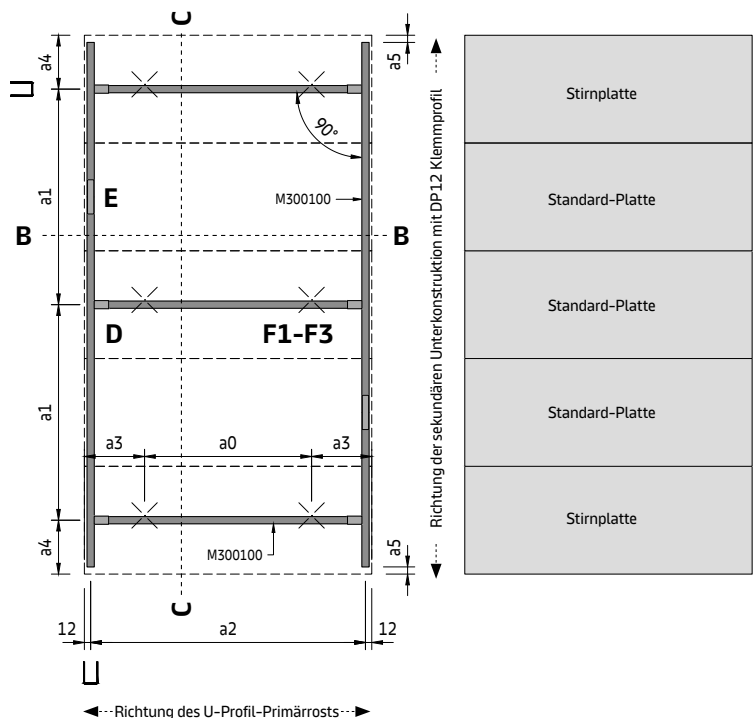 C
a4
a5
90°
a1
E
M300100
B
B
D
F1-F3
a1
a3
a0
a3
a4
M300100
a5
C
12
a2
12
Richtung des U-Profil-Primärrosts
Richtung der sekundären Unterkonstruktion mit DP12 Klemmprofil
Stirnplatte
Standard-Platte
Standard-Platte
Standard-Platte
Stirnplatte